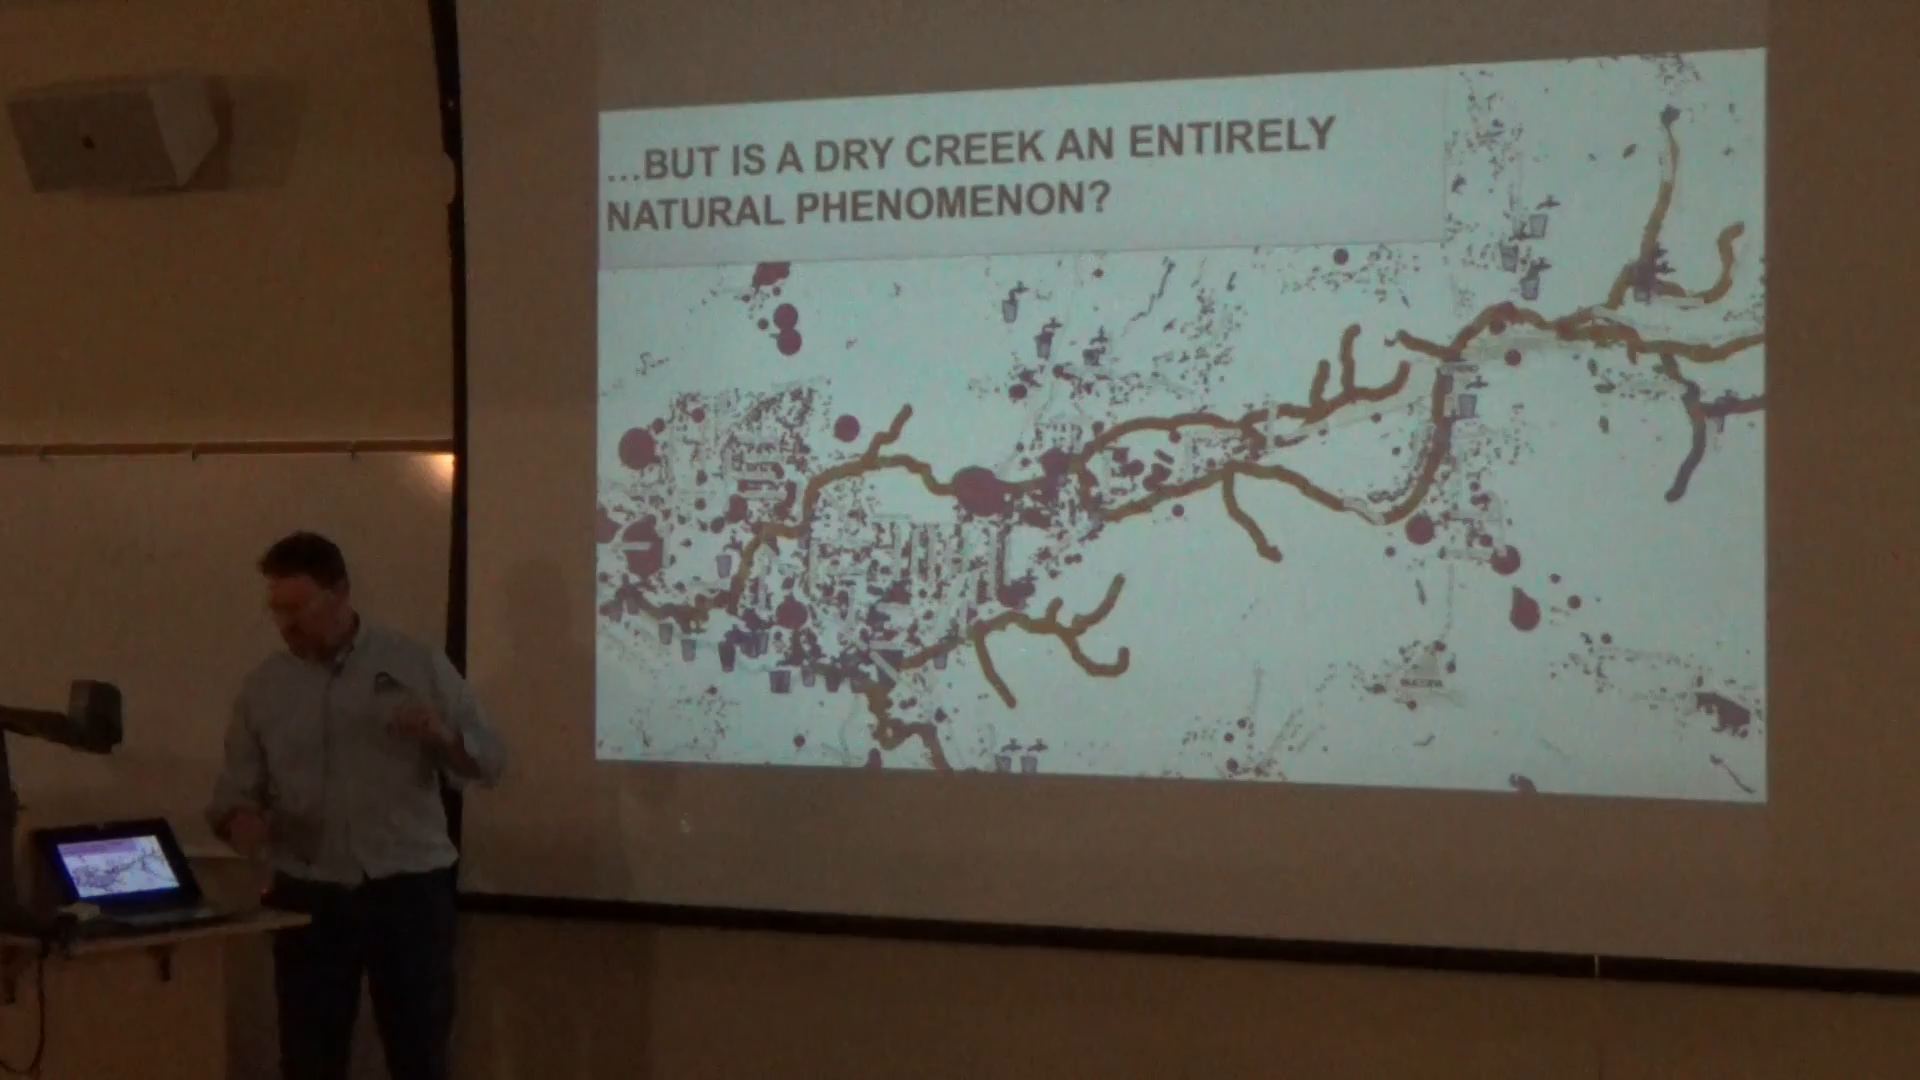 ...BUT IS A DRY CREEK AN ENTIRELY
NATURAL PHENOMENON?